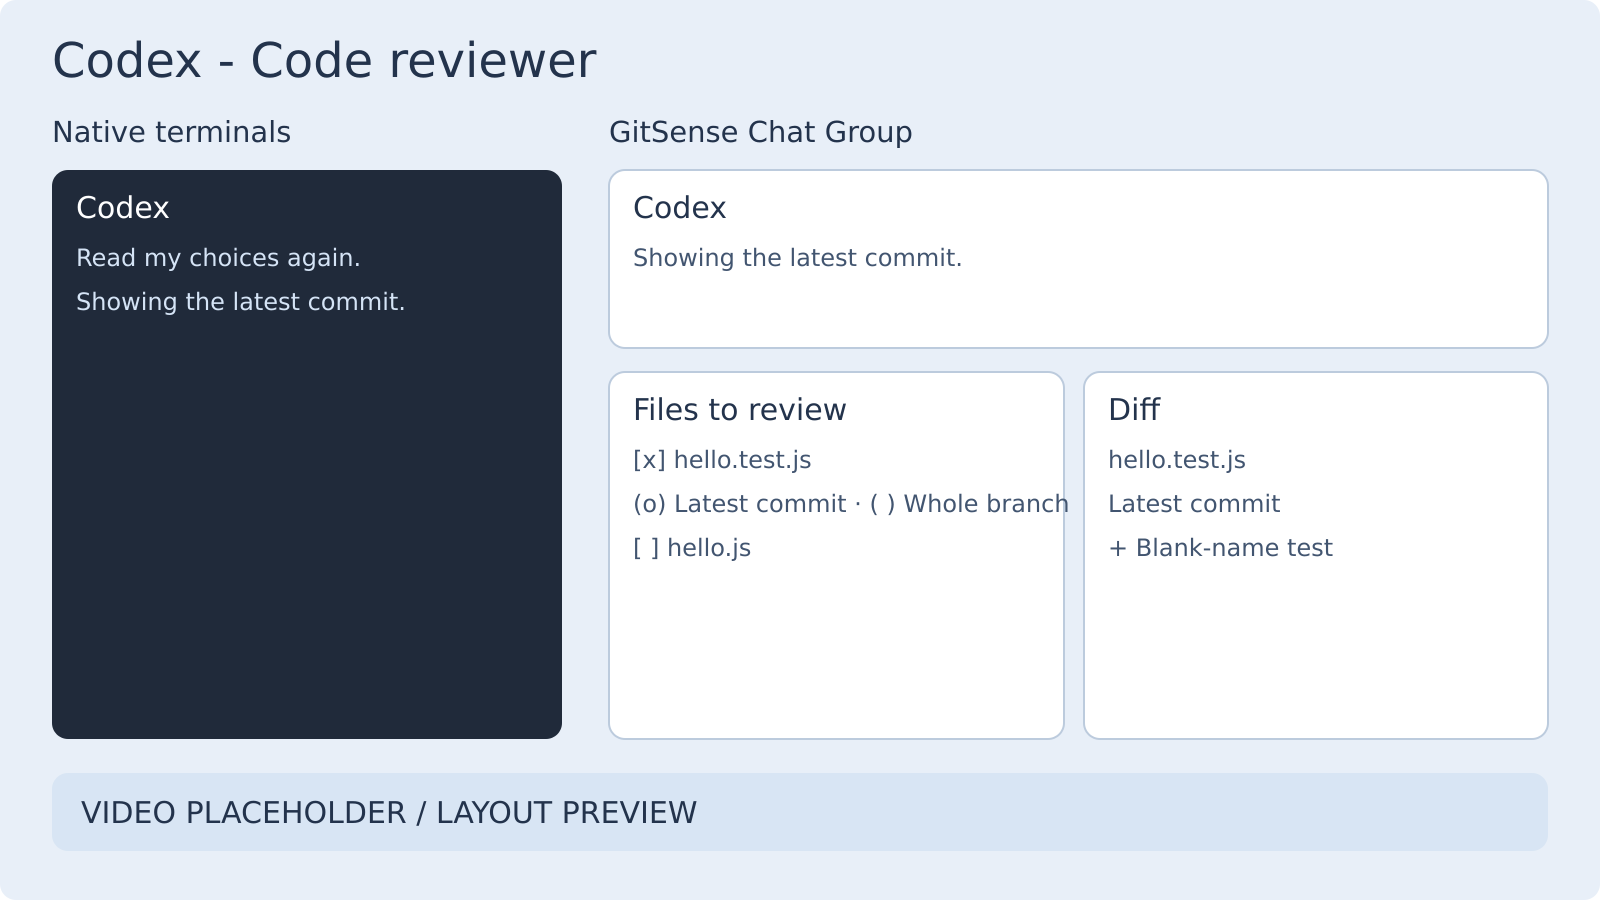 Codex - Code reviewer
Native terminals
Codex
Read my choices again.
Showing the latest commit.
GitSense Chat Group
Codex
Showing the latest commit.
Files to review
[x] hello.test.js
(o) Latest commit · ( ) Whole branch
[ ] hello.js
Diff
hello.test.js
Latest commit
+ Blank-name test
VIDEO PLACEHOLDER / LAYOUT PREVIEW